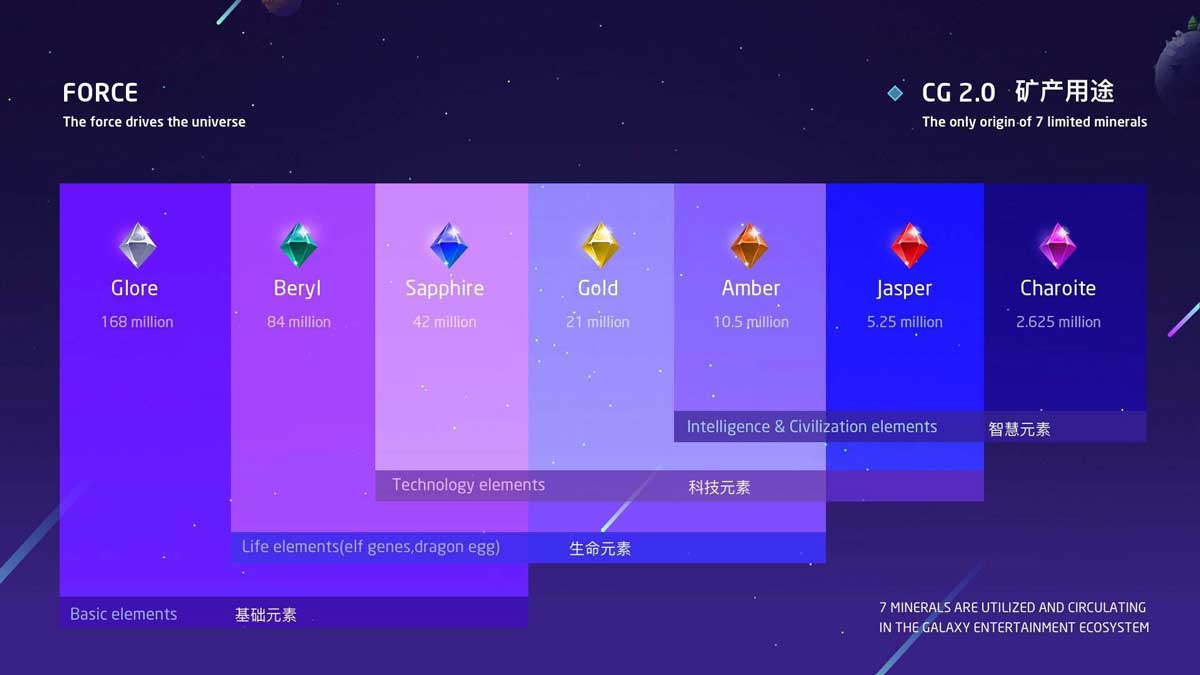 FORCE
The force drives the universe
CG 2.0 矿产用途
The only origin of 7 limited minerals
Glore
168 million
Beryl
84 million
Sapphire
42 million
Gold
21 million
Amber
10.5 million
Jasper
5.25 million
Charoite
2.625 million
Intelligence & Civilization elements 智慧元素
Technology elements 科技元素
Life elements(elf genes,dragon egg) 生命元素
Basic elements 基础元素
7 MINERALS ARE UTILIZED AND CIRCULATING
IN THE GALAXY ENTERTAINMENT ECOSYSTEM